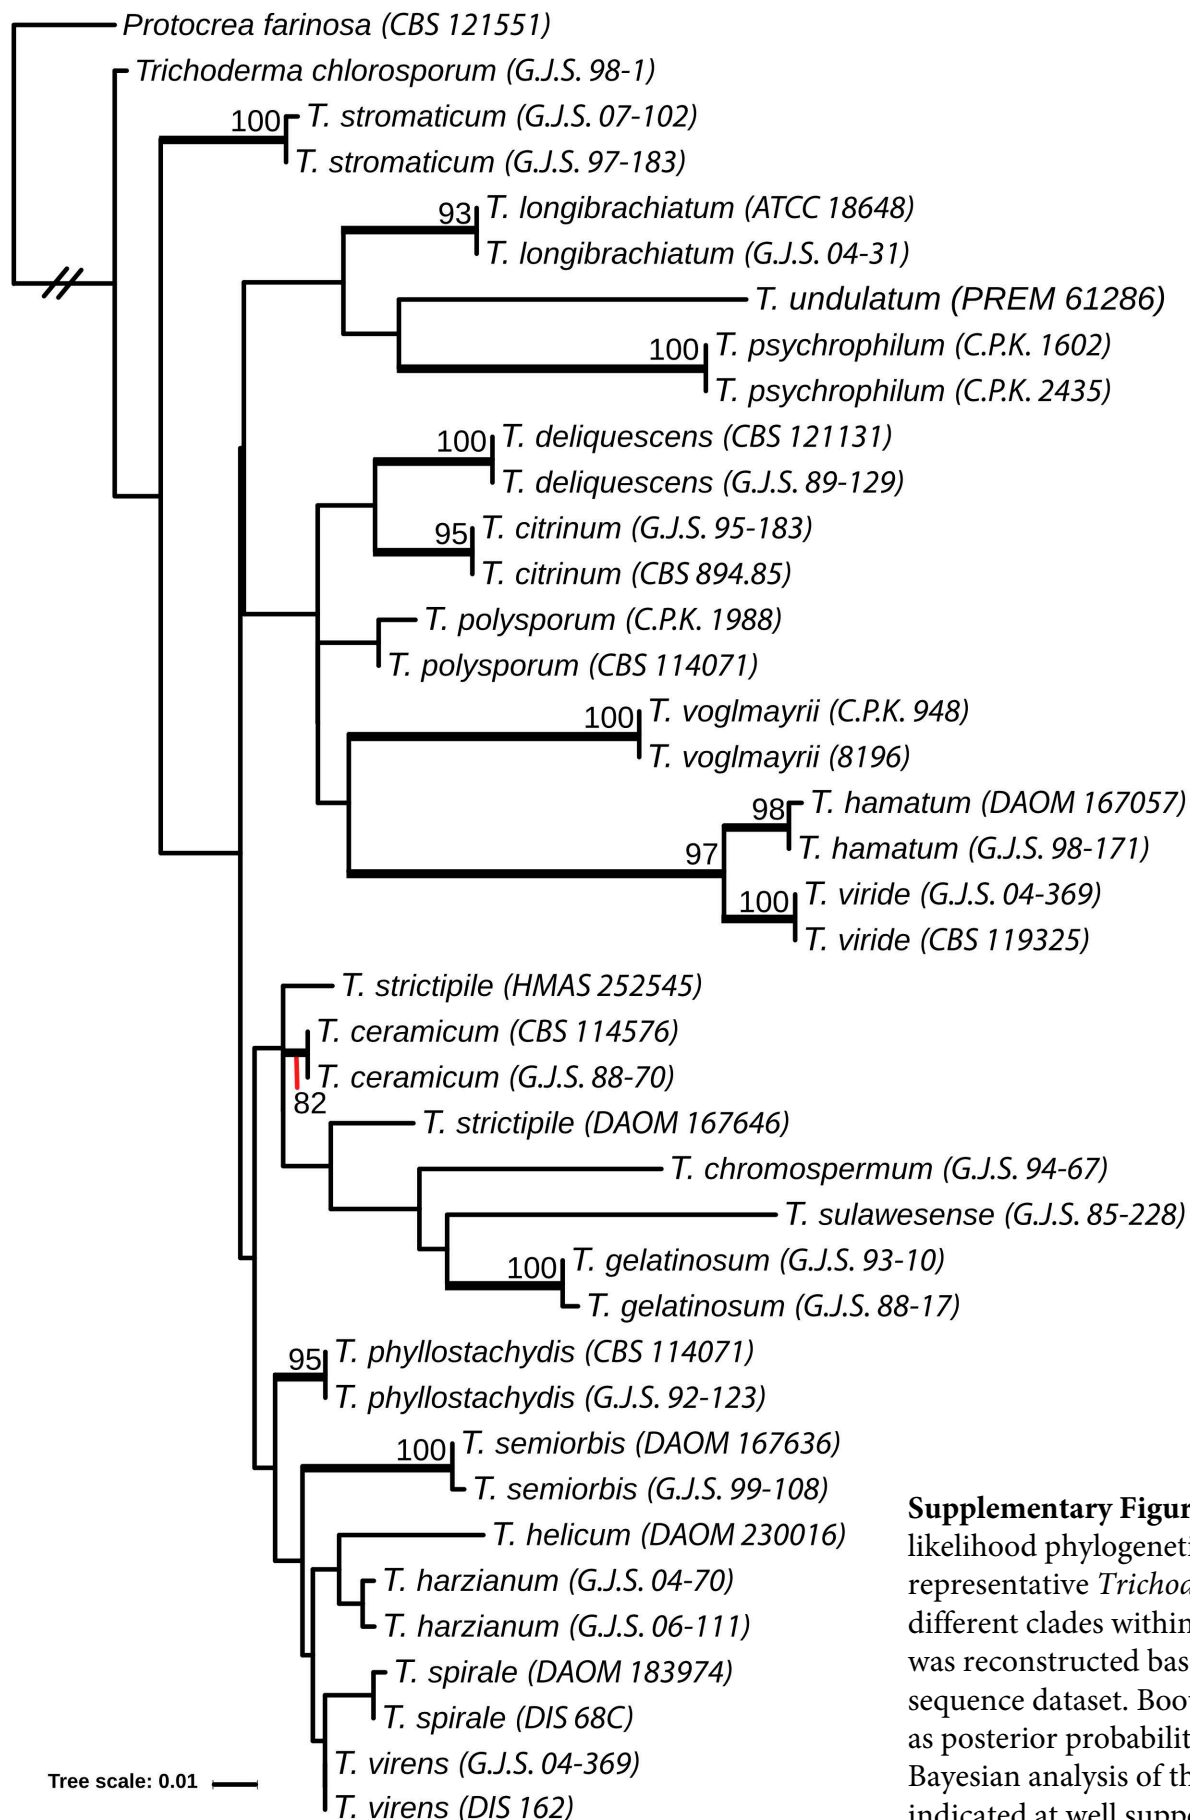 Protocrea farinosa (CBS 121551)
Trichoderma chlorosporum (G.J.S. 98-1)
100
T. stromaticum (G.J.S. 07-102)
T. stromaticum (G.J.S. 97-183)
93
T. longibrachiatum (ATCC 18648)
T. longibrachiatum (G.J.S. 04-31)
T. undulatum (PREM 61286)
100
T. psychrophilum (C.P.K. 1602)
T. psychrophilum (C.P.K. 2435)
100
T. deliquescens (CBS 121131)
T. deliquescens (G.J.S. 89-129)
95
T. citrinum (G.J.S. 95-183)
T. citrinum (CBS 894.85)
T. polysporum (C.P.K. 1988)
T. polysporum (CBS 114071)
100
T. voglmayrii (C.P.K. 948)
T. voglmayrii (8196)
98
T. hamatum (DAOM 167057)
T. hamatum (G.J.S. 98-171)
97
100
T. viride (G.J.S. 04-369)
T. viride (CBS 119325)
T. strictipile (HMAS 252545)
T. ceramicum (CBS 114576)
T. ceramicum (G.J.S. 88-70)
82
T. strictipile (DAOM 167646)
T. chromospermum (G.J.S. 94-67)
T. sulawesense (G.J.S. 85-228)
100
T. gelatinosum (G.J.S. 93-10)
T. gelatinosum (G.J.S. 88-17)
95
T. phyllostachydis (CBS 114071)
T. phyllostachydis (G.J.S. 92-123)
100
T. semiorbis (DAOM 167636)
T. semiorbis (G.J.S. 99-108)
T. helicum (DAOM 230016)
T. harzianum (G.J.S. 04-70)
T. harzianum (G.J.S. 06-111)
T. spirale (DAOM 183974)
T. spirale (DIS 68C)
T. virens (G.J.S. 04-369)
T. virens (DIS 162)
Tree scale: 0.01
Supplementary Figur
likelihood phylogeneti
representative Trichod
different clades within
was reconstructed bas
sequence dataset. Boo
as posterior probabilit
Bayesian analysis of th
indicated at well suppo